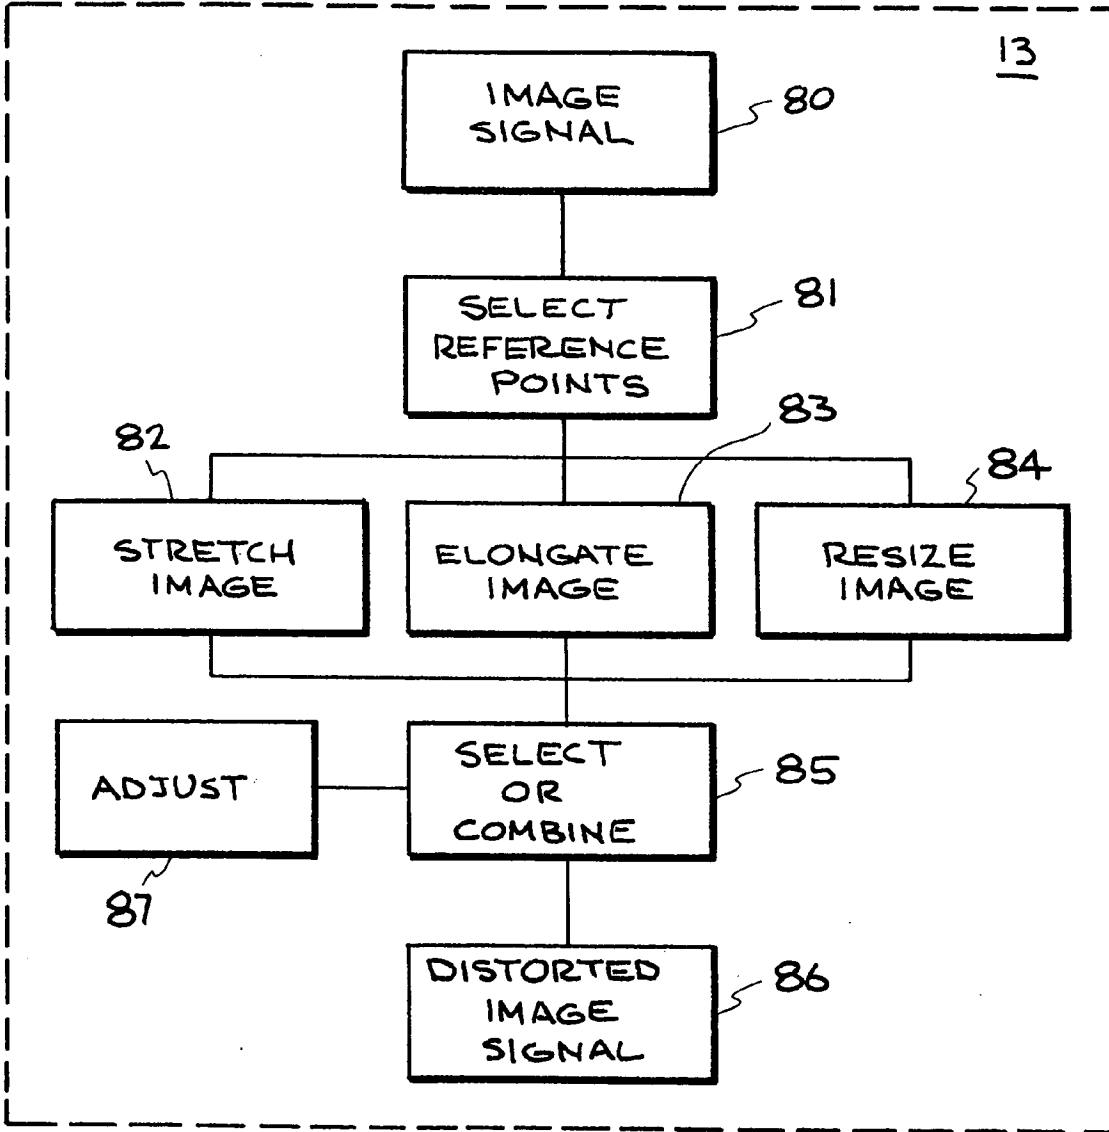 13
IMAGE
SIGNAL
80
SELECT
REFERENCE
POINTS
81
82
83
84
STRETCH
IMAGE
ELONGATE
IMAGE
RESIZE
IMAGE
ADJUST
87
SELECT
OR
COMBINE
85
DISTORTED
IMAGE
SIGNAL
86